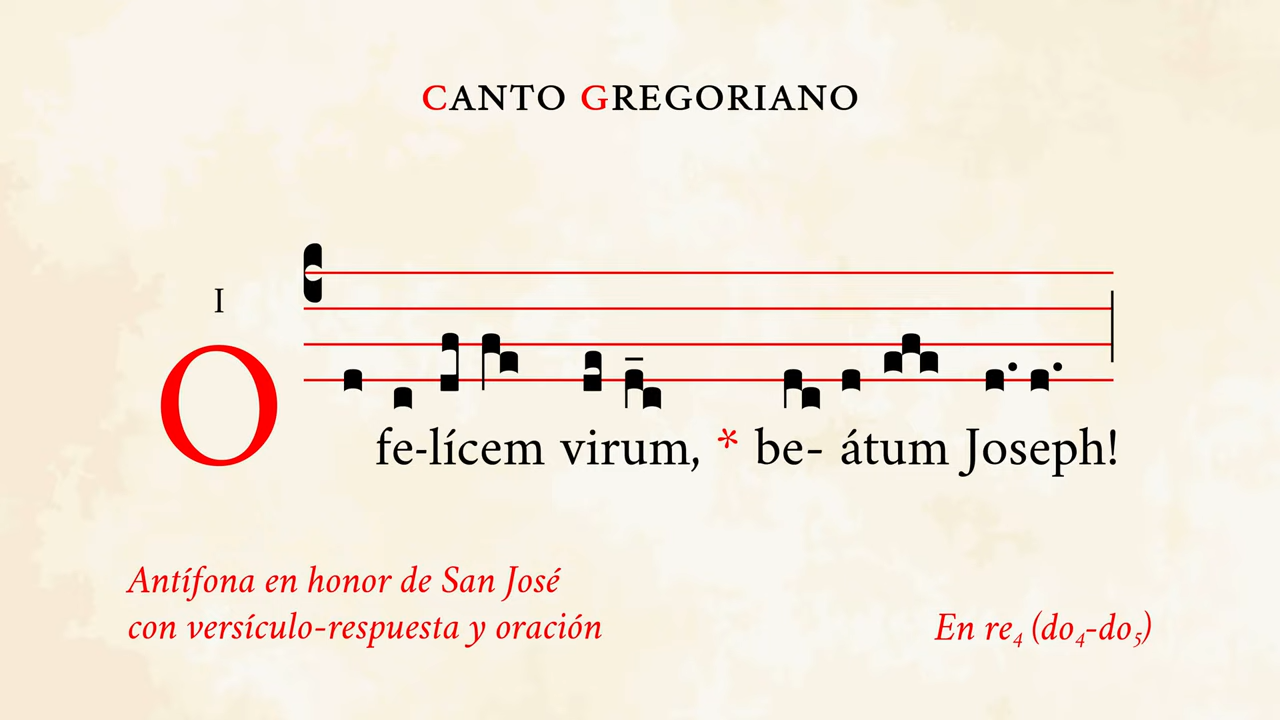 CANTO GREGORIANO
I
O fe-lícem virum, * be- átum Joseph!
Antífona en honor de San José
con versículo-respuesta y oración
En re₄ (do₄-do₅)